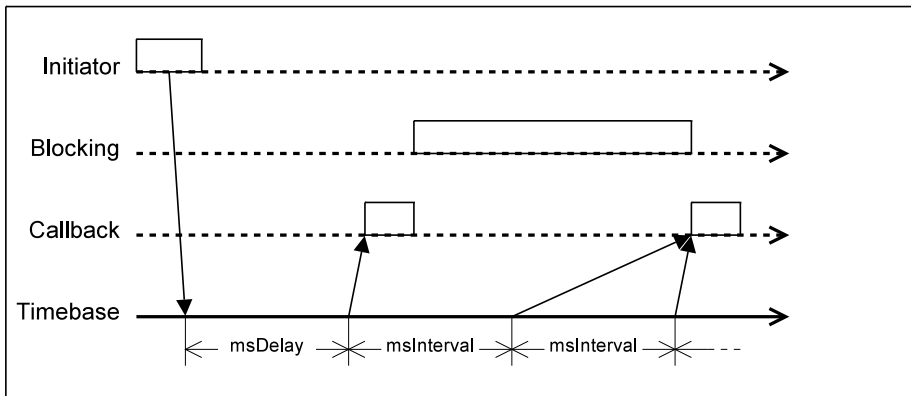 Initiator
Blocking
Callback
Timebase
msDelay
msInterval
msInterval